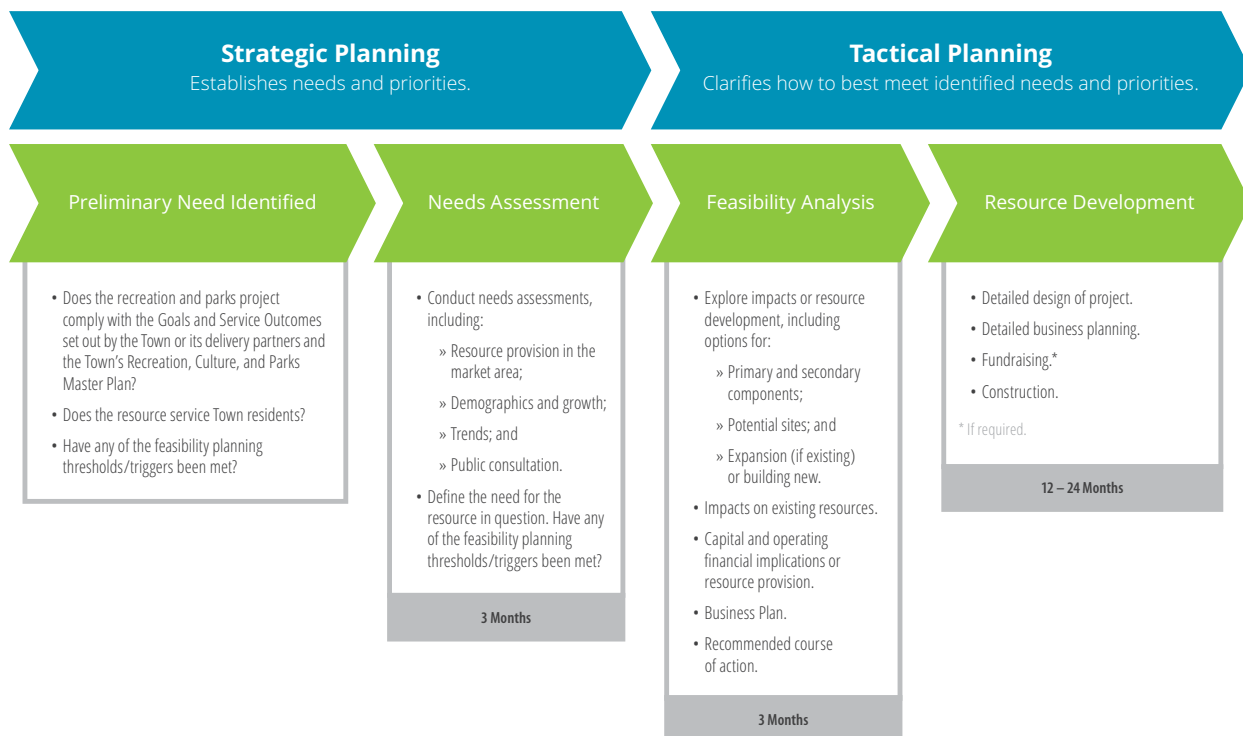 Strategic Planning
Establishes needs and priorities.
Tactical Planning
Clarifies how to best meet identified needs and priorities.
Preliminary Need Identified
• Does the recreation and parks project
comply with the Goals and Service Outcomes
set out by the Town or its delivery partners and
the Town’s Recreation, Culture, and Parks
Master Plan?
• Does the resource service Town residents?
• Have any of the feasibility planning
thresholds/triggers been met?
Needs Assessment
• Conduct needs assessments,
including:
» Resource provision in the
market area;
» Demographics and growth;
» Trends; and
» Public consultation.
• Define the need for the
resource in question. Have any
of the feasibility planning
thresholds/triggers been met?
3 Months
Feasibility Analysis
• Explore impacts or resource
development, including
options for:
» Primary and secondary
components;
» Potential sites; and
» Expansion (if existing)
or building new.
• Impacts on existing resources.
• Capital and operating
financial implications or
resource provision.
• Business Plan.
• Recommended course
of action.
3 Months
Resource Development
• Detailed design of project.
• Detailed business planning.
• Fundraising.*
• Construction.
* If required.
12 – 24 Months